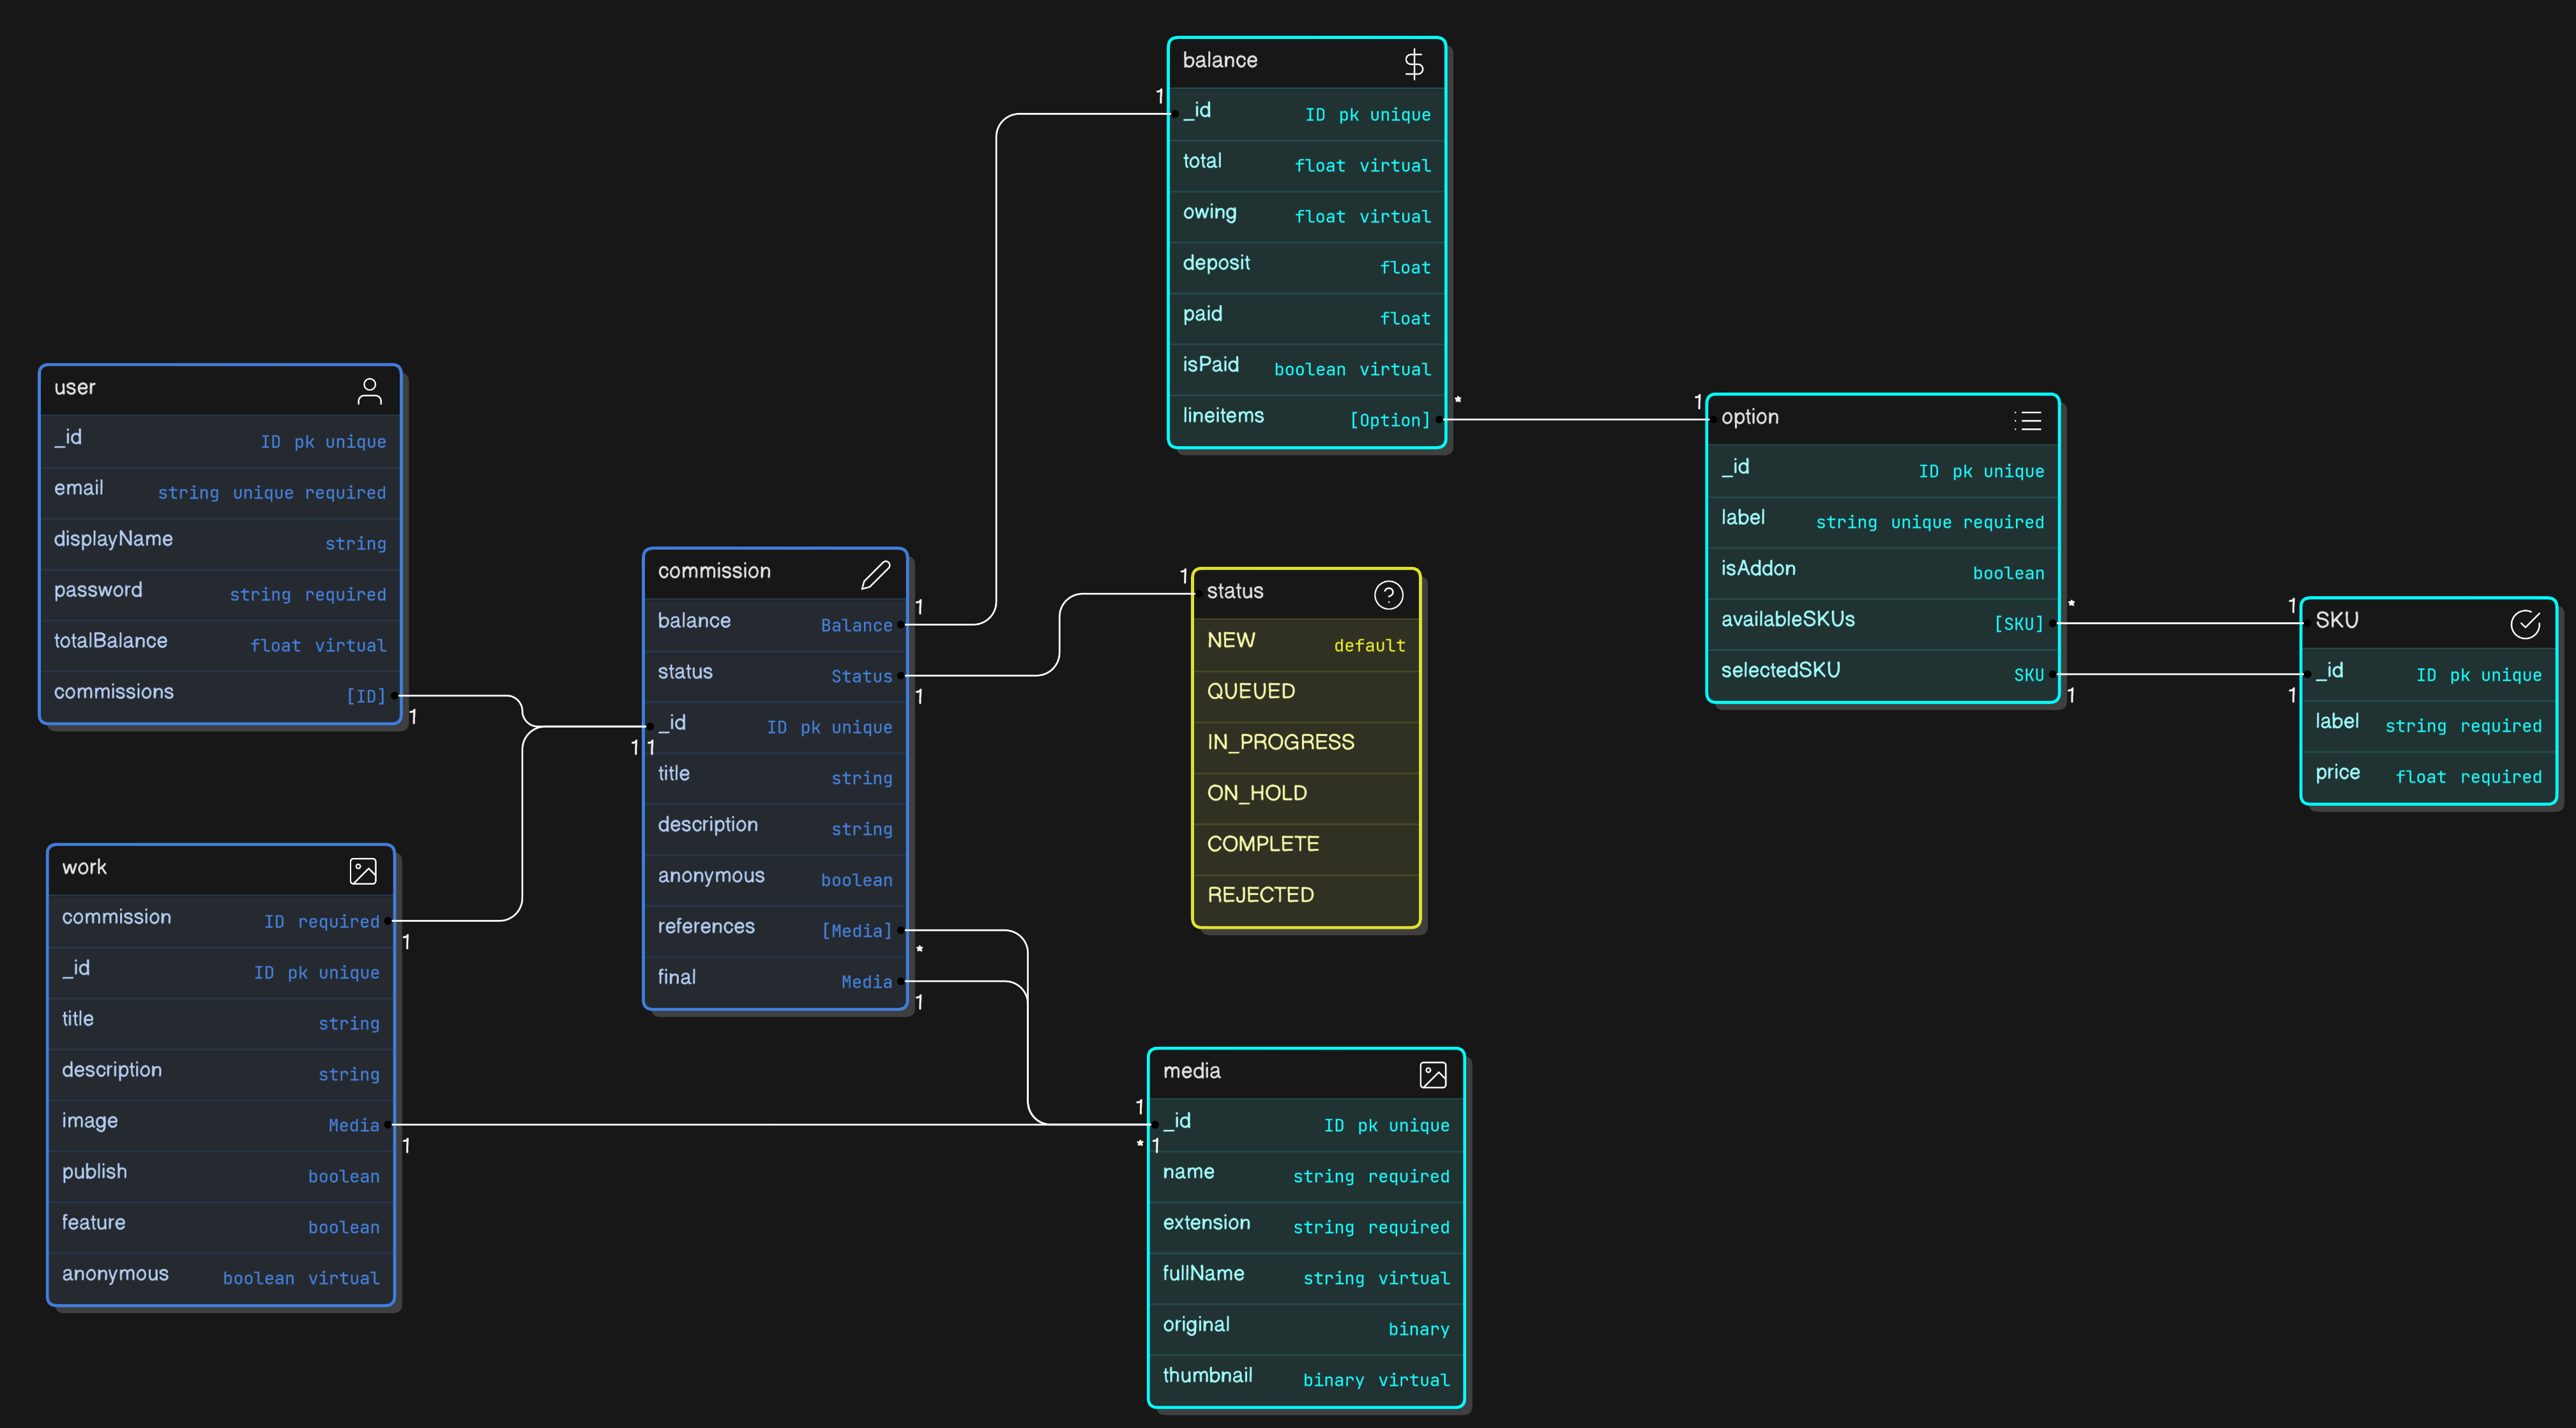 balance
_id ID pk unique
total float virtual
owing float virtual
deposit float
paid float
isPaid boolean virtual
lineitems [Option]
1
*
1
user
_id ID pk unique
email string unique required
displayName string
password string required
totalBalance float virtual
commissions [ID]
1
option
_id ID pk unique
label string unique required
isAddon boolean
availableSKUs [SKU]
selectedSKU SKU
*
1
1
1
SKU
_id ID pk unique
label string required
price float required
commission
balance Balance
status Status
_id ID pk unique
title string
description string
anonymous boolean
references [Media]
final Media
1
1
1 1
*
1
1
status
NEW default
QUEUED
IN_PROGRESS
ON_HOLD
COMPLETE
REJECTED
work
commission ID required
_id ID pk unique
title string
description string
image Media
publish boolean
feature boolean
anonymous boolean virtual
1
1
media
_id ID pk unique
name string required
extension string required
fullName string virtual
original binary
thumbnail binary virtual
1
* 1